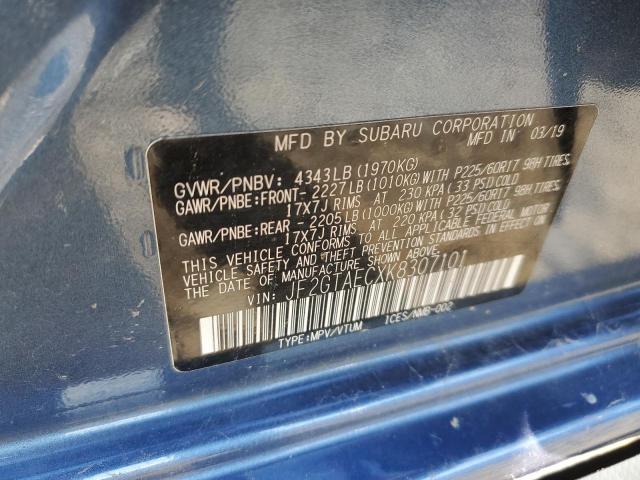 MFD BY SUBARU CORPORATION
MFD IN 03/19
GVWR/PNBV: 4343LB (1970KG)
GAWR/PNBE:FRONT- 2227LB(1010KG)WITH P225/60R17 98H TIRES,
17X7J RIMS AT 230 KPA (33 PSI)COLD
GAWR/PNBE:REAR - 2205LB(1000KG)WITH P225/60R17 98H TIRES,
17X7J RIMS AT 220 KPA (32 PSI)COLD
THIS VEHICLE CONFORMS TO ALL APPLICABLE FEDERAL MOTOR
VEHICLE SAFETY AND THEFT PREVENTION STANDARDS IN EFFECT ON
THE DATE OF MANUFACTURE SHOWN ABOVE.
VIN: JF2GTAECXK8307101
TYPE:MPV/VTUM ICES/NMB-002